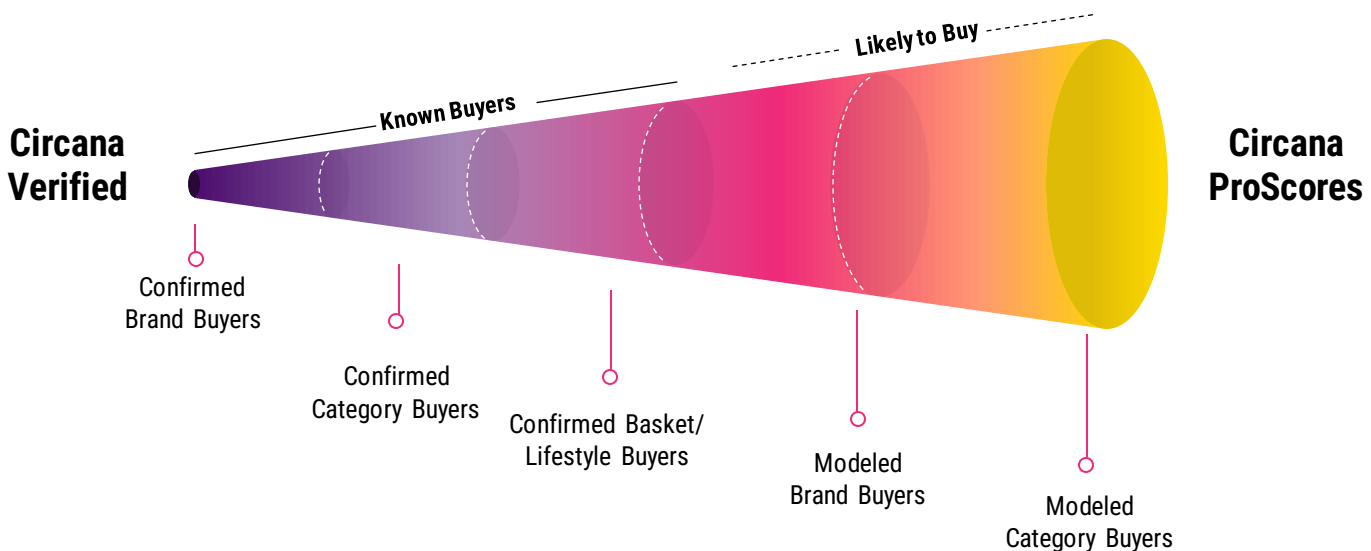 Likely to Buy
Known Buyers
Circana
Verified
Circana
ProScores
Confirmed
Brand Buyers
Confirmed
Category Buyers
Confirmed Basket/
Lifestyle Buyers
Modeled
Brand Buyers
Modeled
Category Buyers